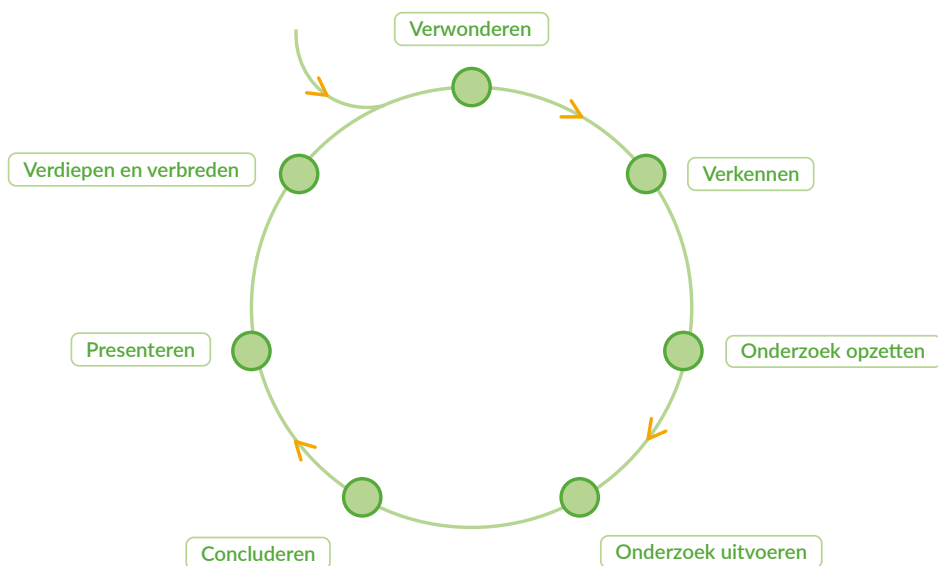 Verwonderen
Verkennen
Onderzoek opzetten
Onderzoek uitvoeren
Concluderen
Presenteren
Verdiepen en verbreden